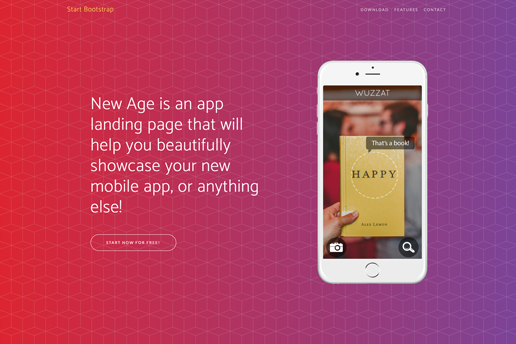 Start Bootstrap
DOWNLOAD FEATURES CONTACT
New Age is an app
landing page that will
help you beautifully
showcase your new
mobile app, or anything
else!
START NOW FOR FREE!
WUZZAT
That's a book!
HAPPY
ALEX LEMON